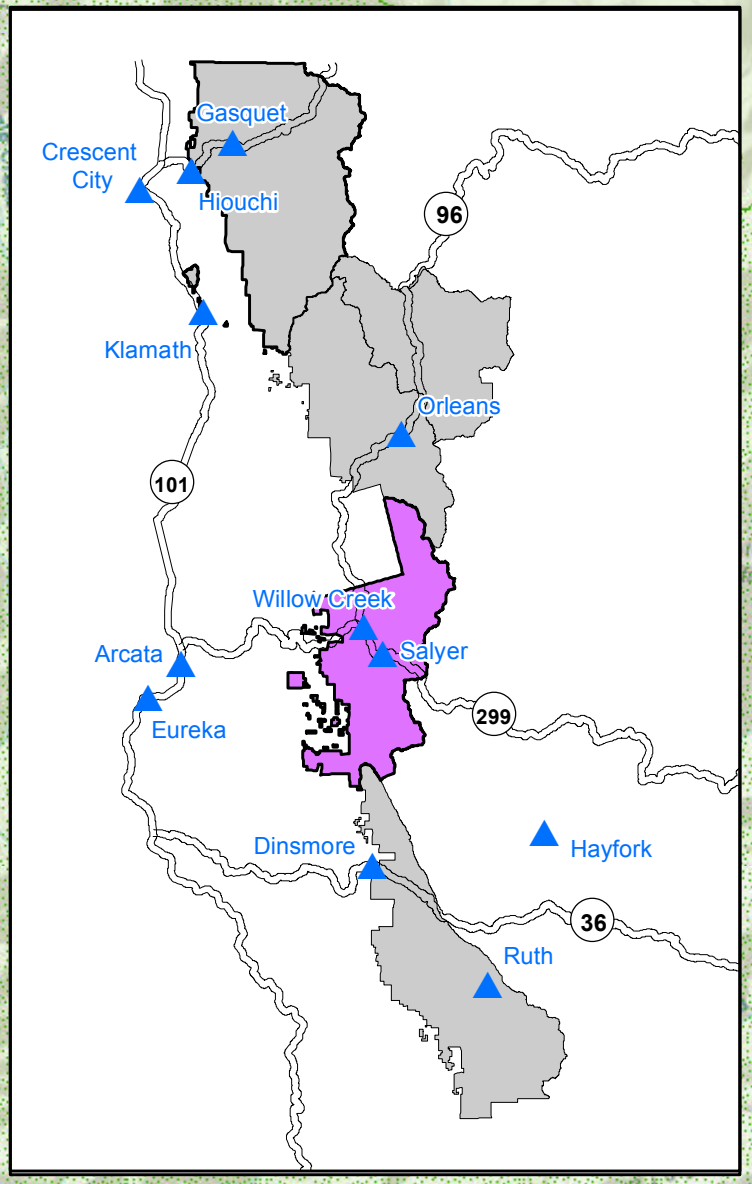 Gasquet
Crescent
City
Hiouchi
96
Klamath
Orleans
101
Willow Creek
Arcata
Salyer
Eureka
299
Dinsmore
Hayfork
36
Ruth